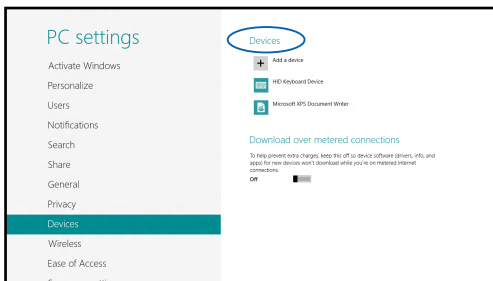 PC settings
Activate Windows
Personalize
Users
Notifications
Search
Share
General
Privacy
Devices
Wireless
Ease of Access
Devices
Add a device
HID Keyboard Device
Microsoft XPS Document Writer
Download over metered connections
To help prevent extra charges, keep this off so device software (drivers, info, and
apps) for new devices won't download while you're on metered Internet
connections.
Off